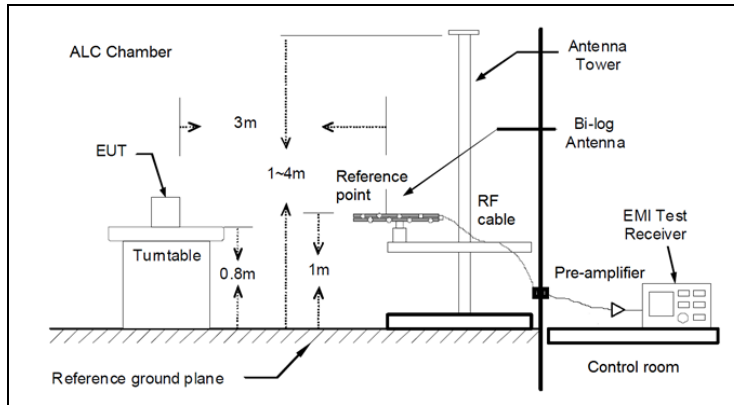 ALC Chamber
Antenna
Tower
3m
Bi-log
Antenna
EUT
1~4m
Reference
point
RF
cable
EMI Test
Receiver
Turntable
0.8m
1m
Pre-amplifier
Control room
Reference ground plane